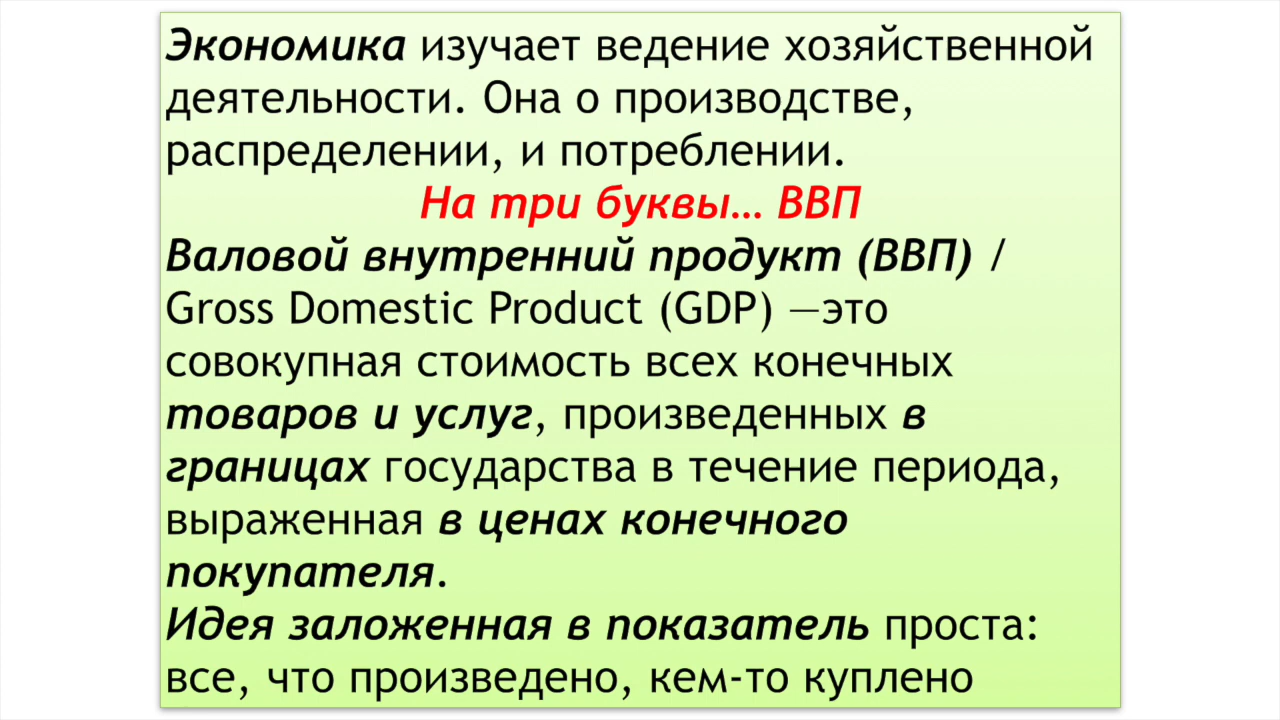 Экономика изучает ведение хозяйственной
деятельности. Она о производстве,
распределении, и потреблении.
На три буквы… ВВП
Валовой внутренний продукт (ВВП) /
Gross Domestic Product (GDP) —это
совокупная стоимость всех конечных
товаров и услуг, произведенных в
границах государства в течение периода,
выраженная в ценах конечного
покупателя.
Идея заложенная в показатель проста:
все, что произведено, кем-то куплено